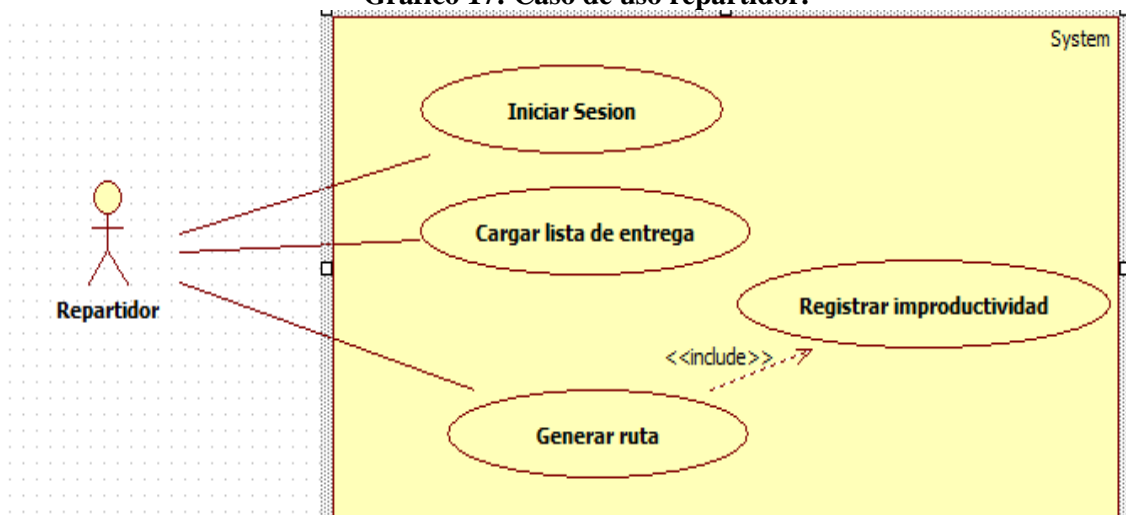 Gráfico 17: Caso de uso repartidor.
System
Iniciar Sesion
Cargar lista de entrega
Repartidor
Registrar improductividad
<<include>>
Generar ruta